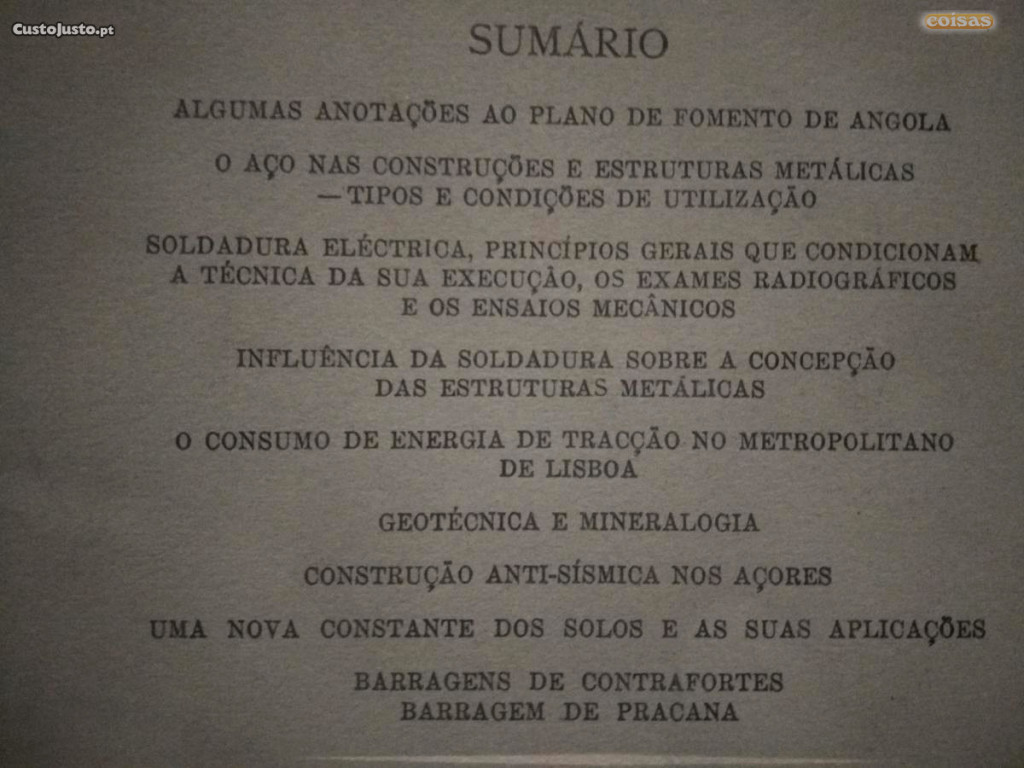 CustoJusto.pt
coisas
SUMÁRIO
ALGUMAS ANOTAÇÕES AO PLANO DE FOMENTO DE ANGOLA
O AÇO NAS CONSTRUÇÕES E ESTRUTURAS METÁLICAS
— TIPOS E CONDIÇÕES DE UTILIZAÇÃO
SOLDADURA ELÉCTRICA, PRINCÍPIOS GERAIS QUE CONDICIONAM
A TÉCNICA DA SUA EXECUÇÃO, OS EXAMES RADIOGRÁFICOS
E OS ENSAIOS MECÂNICOS
INFLUÊNCIA DA SOLDADURA SOBRE A CONCEPÇÃO
DAS ESTRUTURAS METÁLICAS
O CONSUMO DE ENERGIA DE TRACÇÃO NO METROPOLITANO
DE LISBOA
GEOTÉCNICA E MINERALOGIA
CONSTRUÇÃO ANTI-SÍSMICA NOS AÇORES
UMA NOVA CONSTANTE DOS SOLOS E AS SUAS APLICAÇÕES
BARRAGENS DE CONTRAFORTES
BARRAGEM DE PRACANA